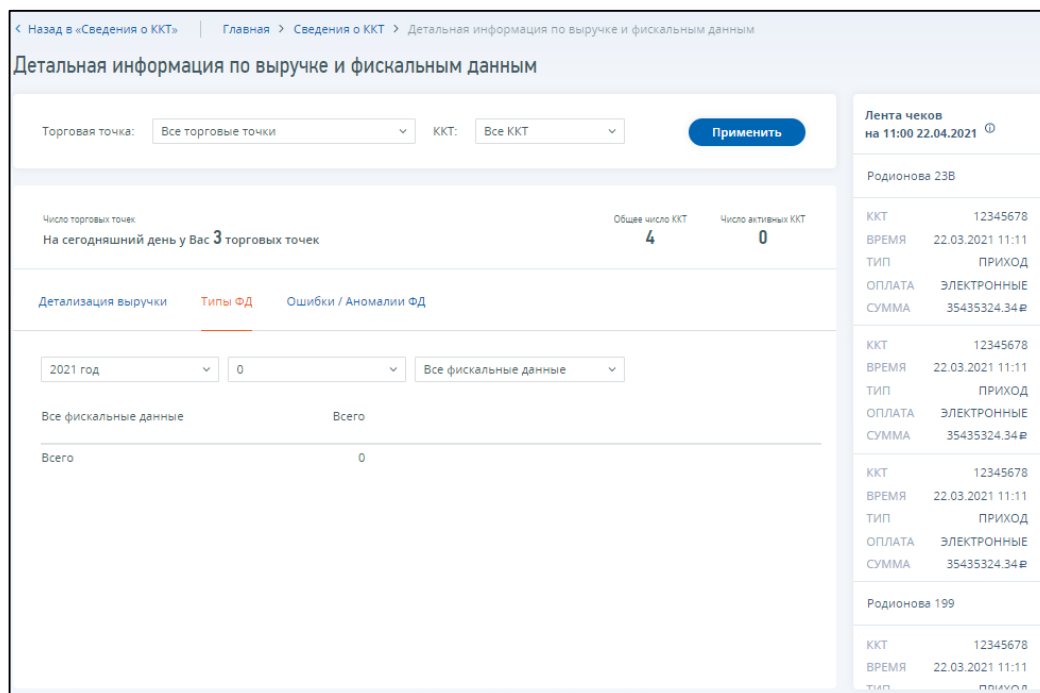 Назад в «Сведения о ККТ»
Главная > Сведения о ККТ > Детальная информация по выручке и фискальным данным
Детальная информация по выручке и фискальным данным
Торговая точка: Все торговые точки ККТ: Все ККТ Применить
Число торговых точек
На сегодняшний день у Вас 3 торговых точек
Общее число ККТ
4
Число активных ККТ
0
Детализация выручки Типы ФД Ошибки / Аномалии ФД
2021 год 0 Все фискальные данные
Все фискальные данные Всего
Всего 0
Лента чеков
на 11:00 22.04.2021
Родионова 23В
ККТ 12345678
ВРЕМЯ 22.03.2021 11:11
ТИП ПРИХОД
ОПЛАТА ЭЛЕКТРОННЫЕ
СУММА 35435324.34₽
ККТ 12345678
ВРЕМЯ 22.03.2021 11:11
ТИП ПРИХОД
ОПЛАТА ЭЛЕКТРОННЫЕ
СУММА 35435324.34₽
ККТ 12345678
ВРЕМЯ 22.03.2021 11:11
ТИП ПРИХОД
ОПЛАТА ЭЛЕКТРОННЫЕ
СУММА 35435324.34₽
Родионова 199
ККТ 12345678
ВРЕМЯ 22.03.2021 11:11
ТИП ПРИХОД